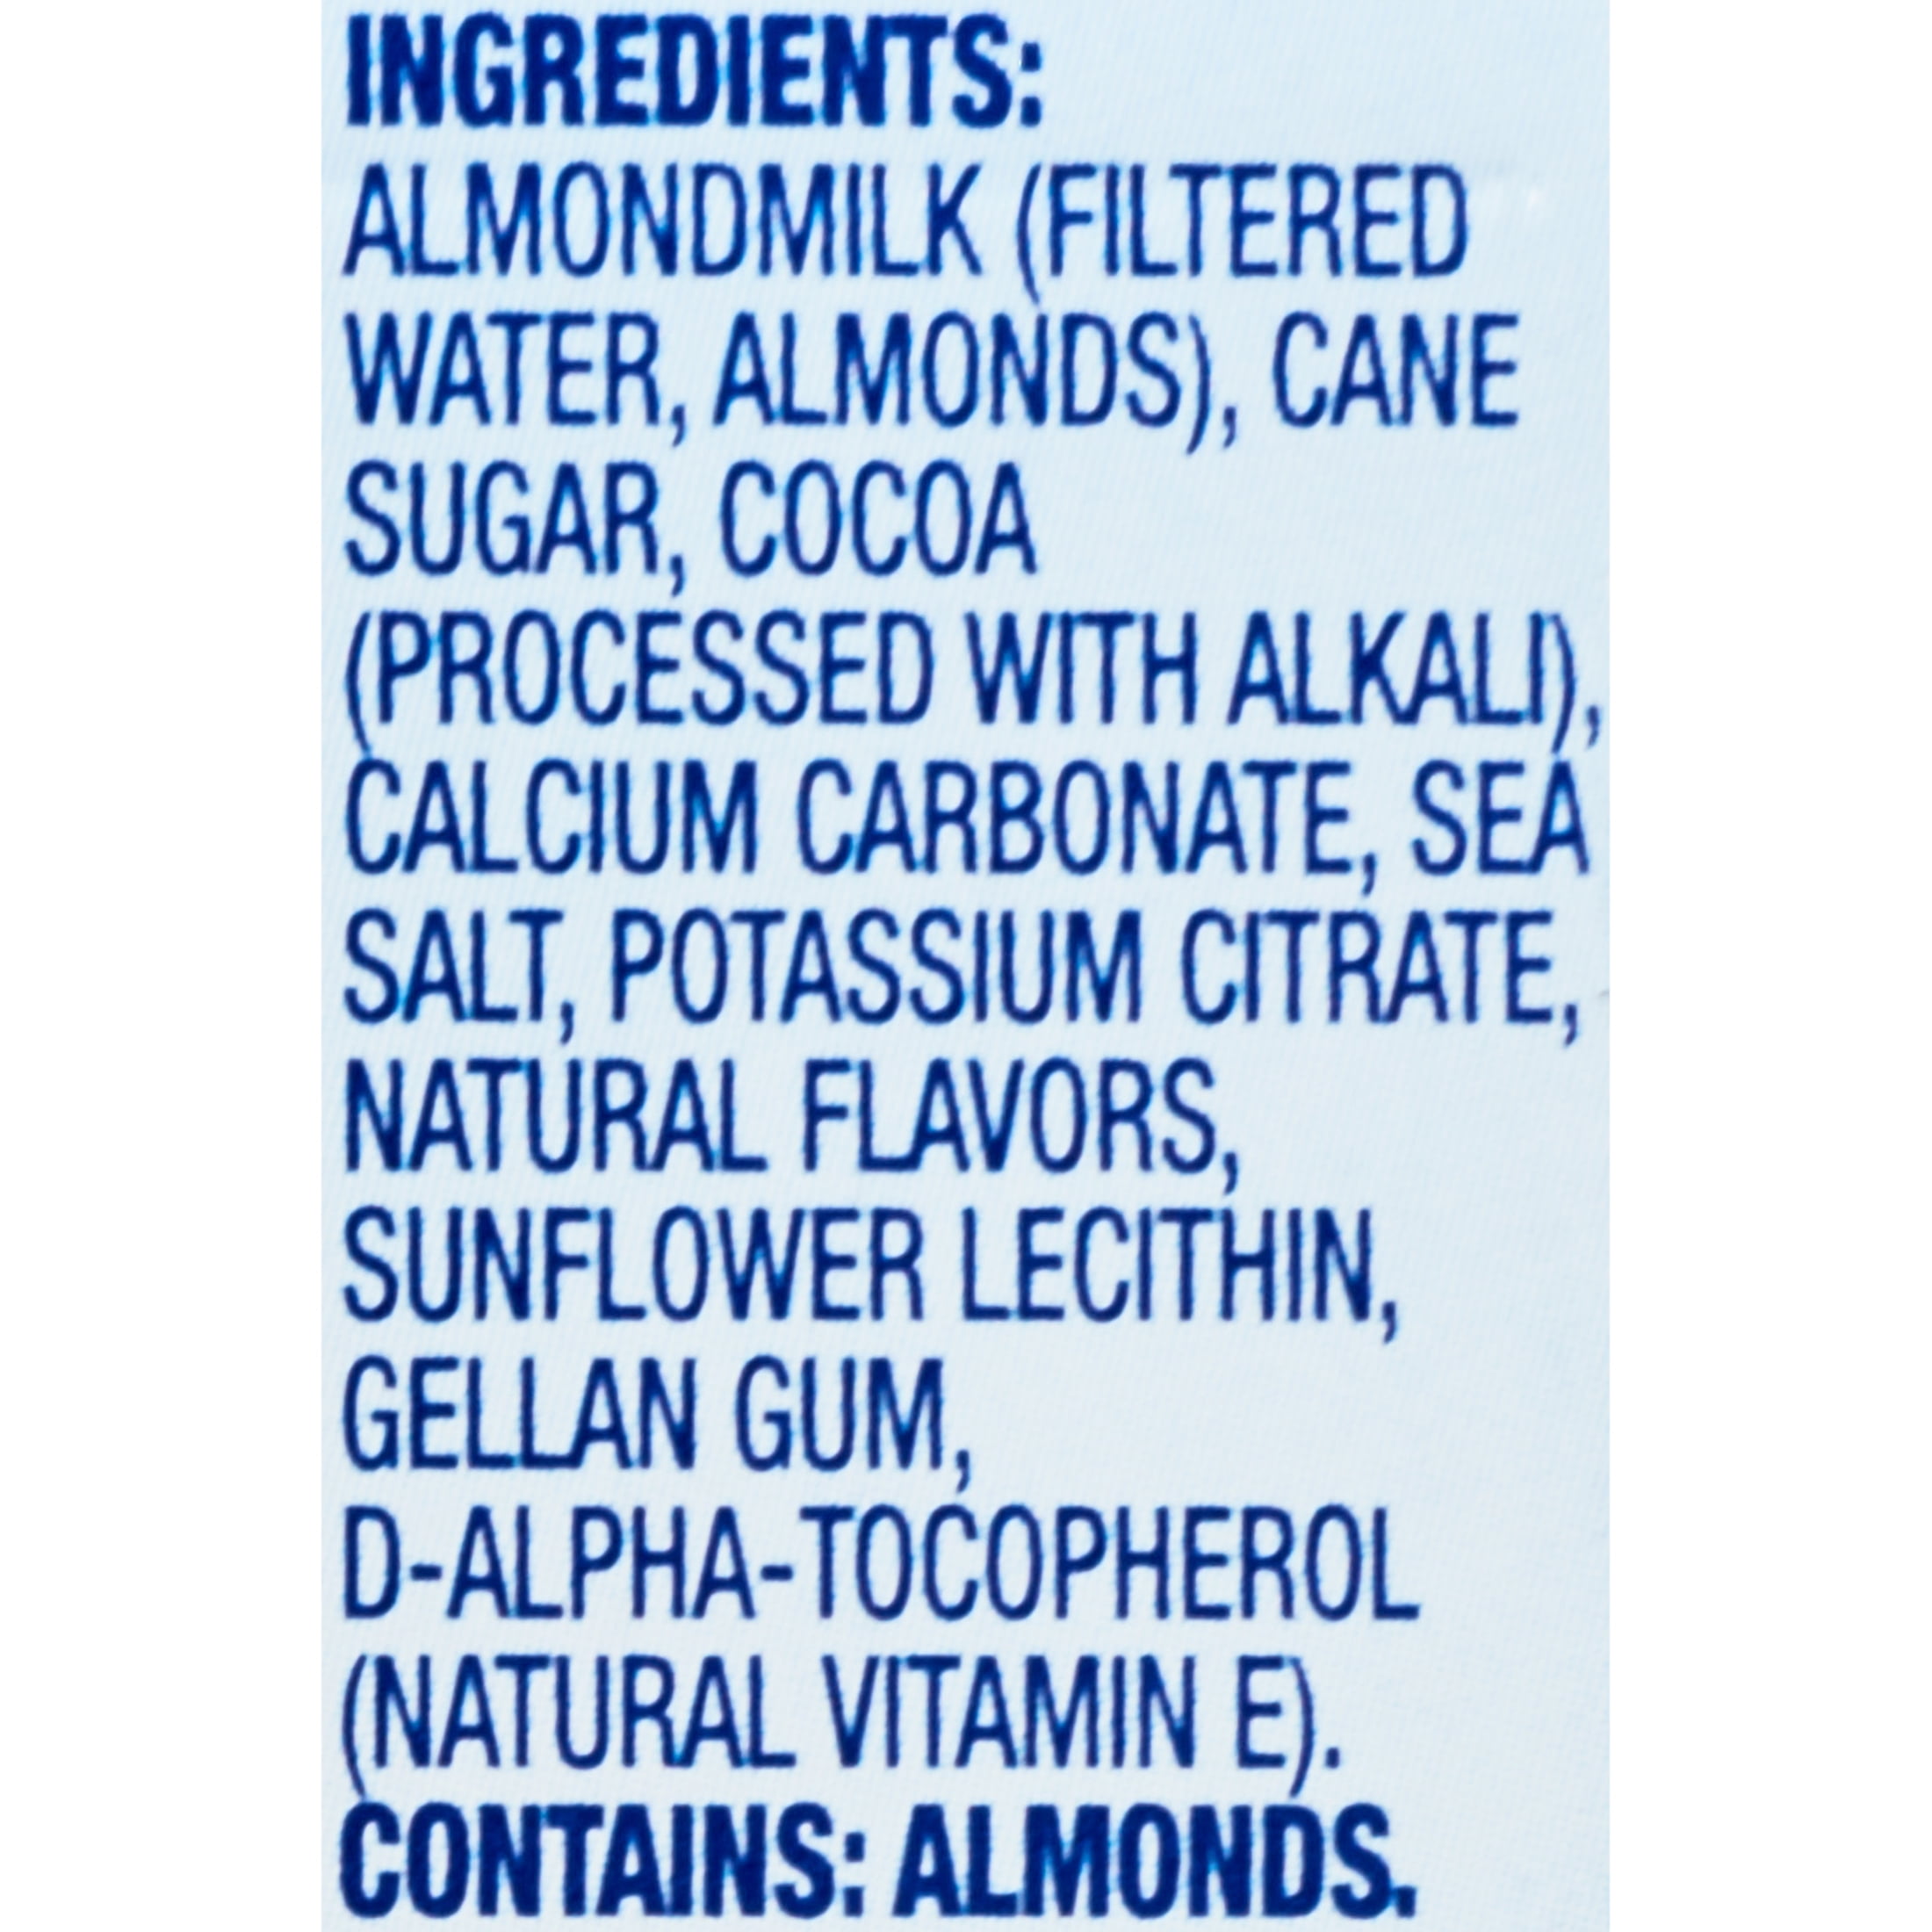 INGREDIENTS:
ALMONDMILK (FILTERED
WATER, ALMONDS), CANE
SUGAR, COCOA
(PROCESSED WITH ALKALI),
CALCIUM CARBONATE, SEA
SALT, POTASSIUM CITRATE,
NATURAL FLAVORS,
SUNFLOWER LECITHIN,
GELLAN GUM,
D-ALPHA-TOCOPHEROL
(NATURAL VITAMIN E).
CONTAINS: ALMONDS.